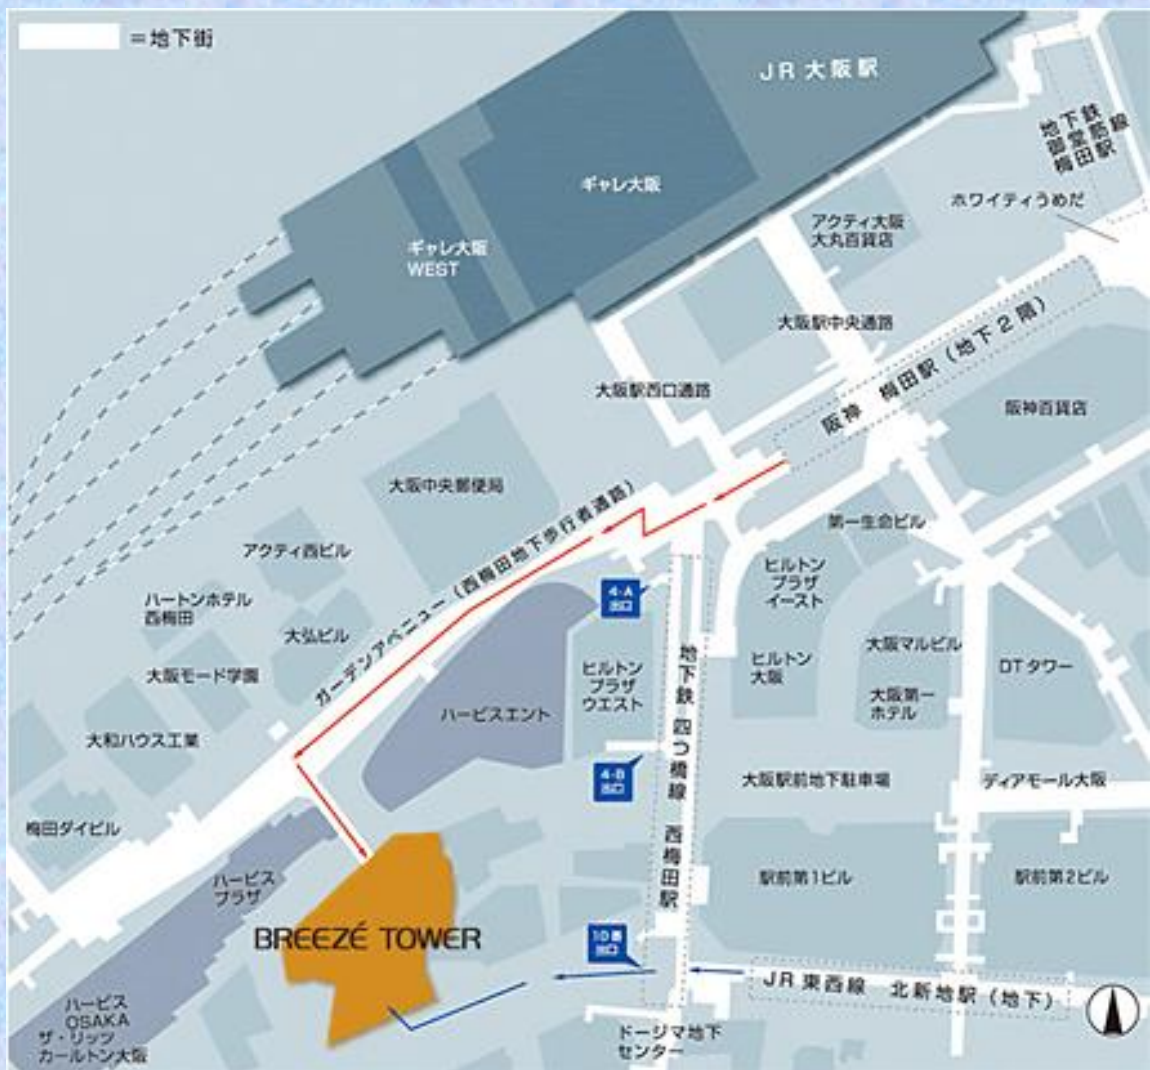 =地下街
JR 大阪駅
地下鉄
御堂筋線
梅田駅
ホワイティうめだ
ギャレ大阪
アクティ大阪
大丸百貨店
ギャレ大阪
WEST
大阪駅中央通路
大阪駅西口通路
阪神 梅田駅(地下2階)
阪神百貨店
大阪中央郵便局
ガーデンアベニュー(西梅田地下歩行者通路)
第一生命ビル
アクティ西ビル
ヒルトン
プラザ
イースト
4-A
出口
ハートンホテル
西梅田
大弘ビル
大阪マルビル
ヒルトン
プラザ
ウエスト
地下鉄 四つ橋線 西梅田駅
ヒルトン
大阪
DTタワー
大阪モード学園
大阪第一
ホテル
ハービスエント
大和ハウス工業
4-B
出口
大阪駅前地下駐車場
ディアモール大阪
梅田ダイビル
ハービス
プラザ
駅前第1ビル
駅前第2ビル
BREEZÉ TOWER
10番
出口
JR東西線 北新地駅(地下)
ハービス
OSAKA
ザ・リッツ
カールトン大阪
ドージマ地下
センター